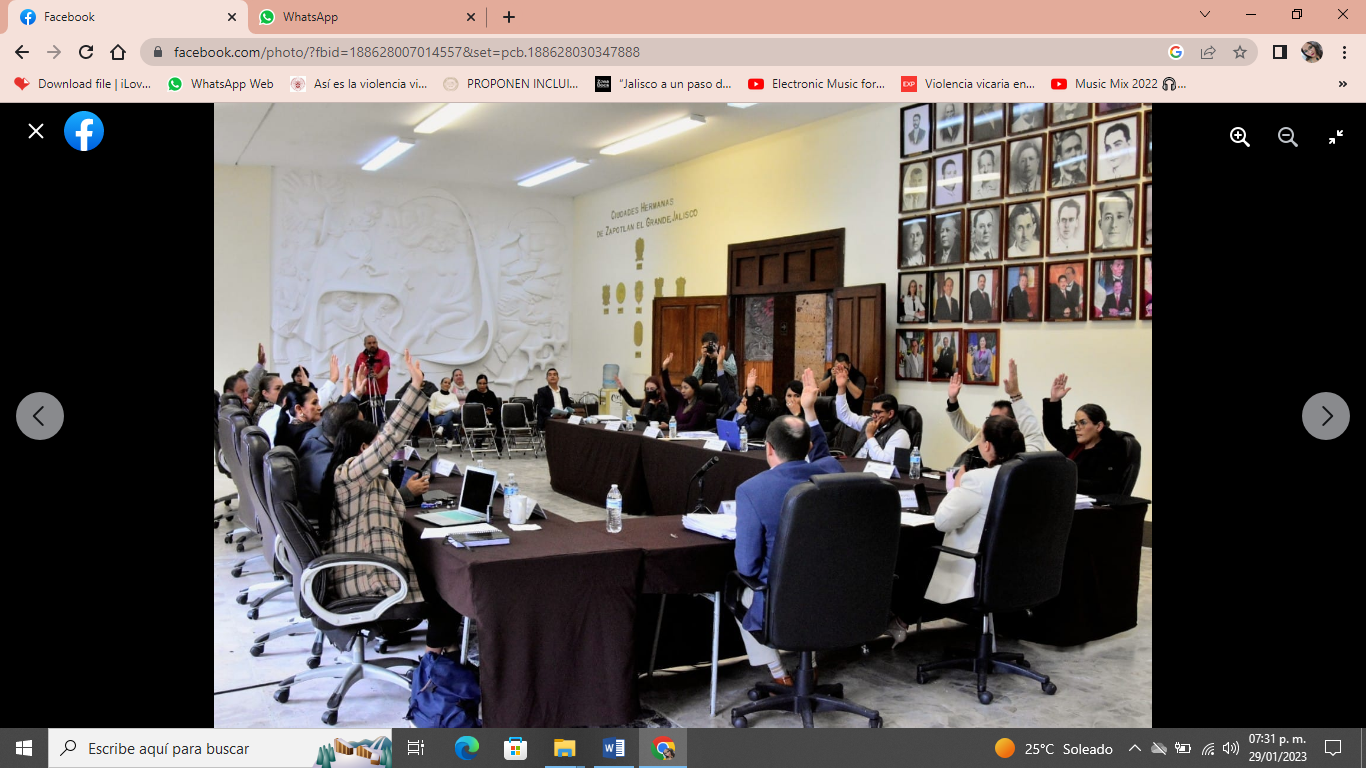 Facebook
WhatsApp
facebook.com/photo/?fbid=188628007014557&set=pcb.188628030347888
Download file | iLov...
WhatsApp Web
Así es la violencia vi...
PROPONEN INCLUI...
"Jalisco a un paso d...
Electronic Music for...
EXP
Violencia vicaria en...
Music Mix 2022 🎧...
CIUDADES HERMANAS
DE ZAPOTLAN EL GRANDE JALISCO
Escribe aquí para buscar
25°C Soleado
07:31 p. m.
29/01/2023